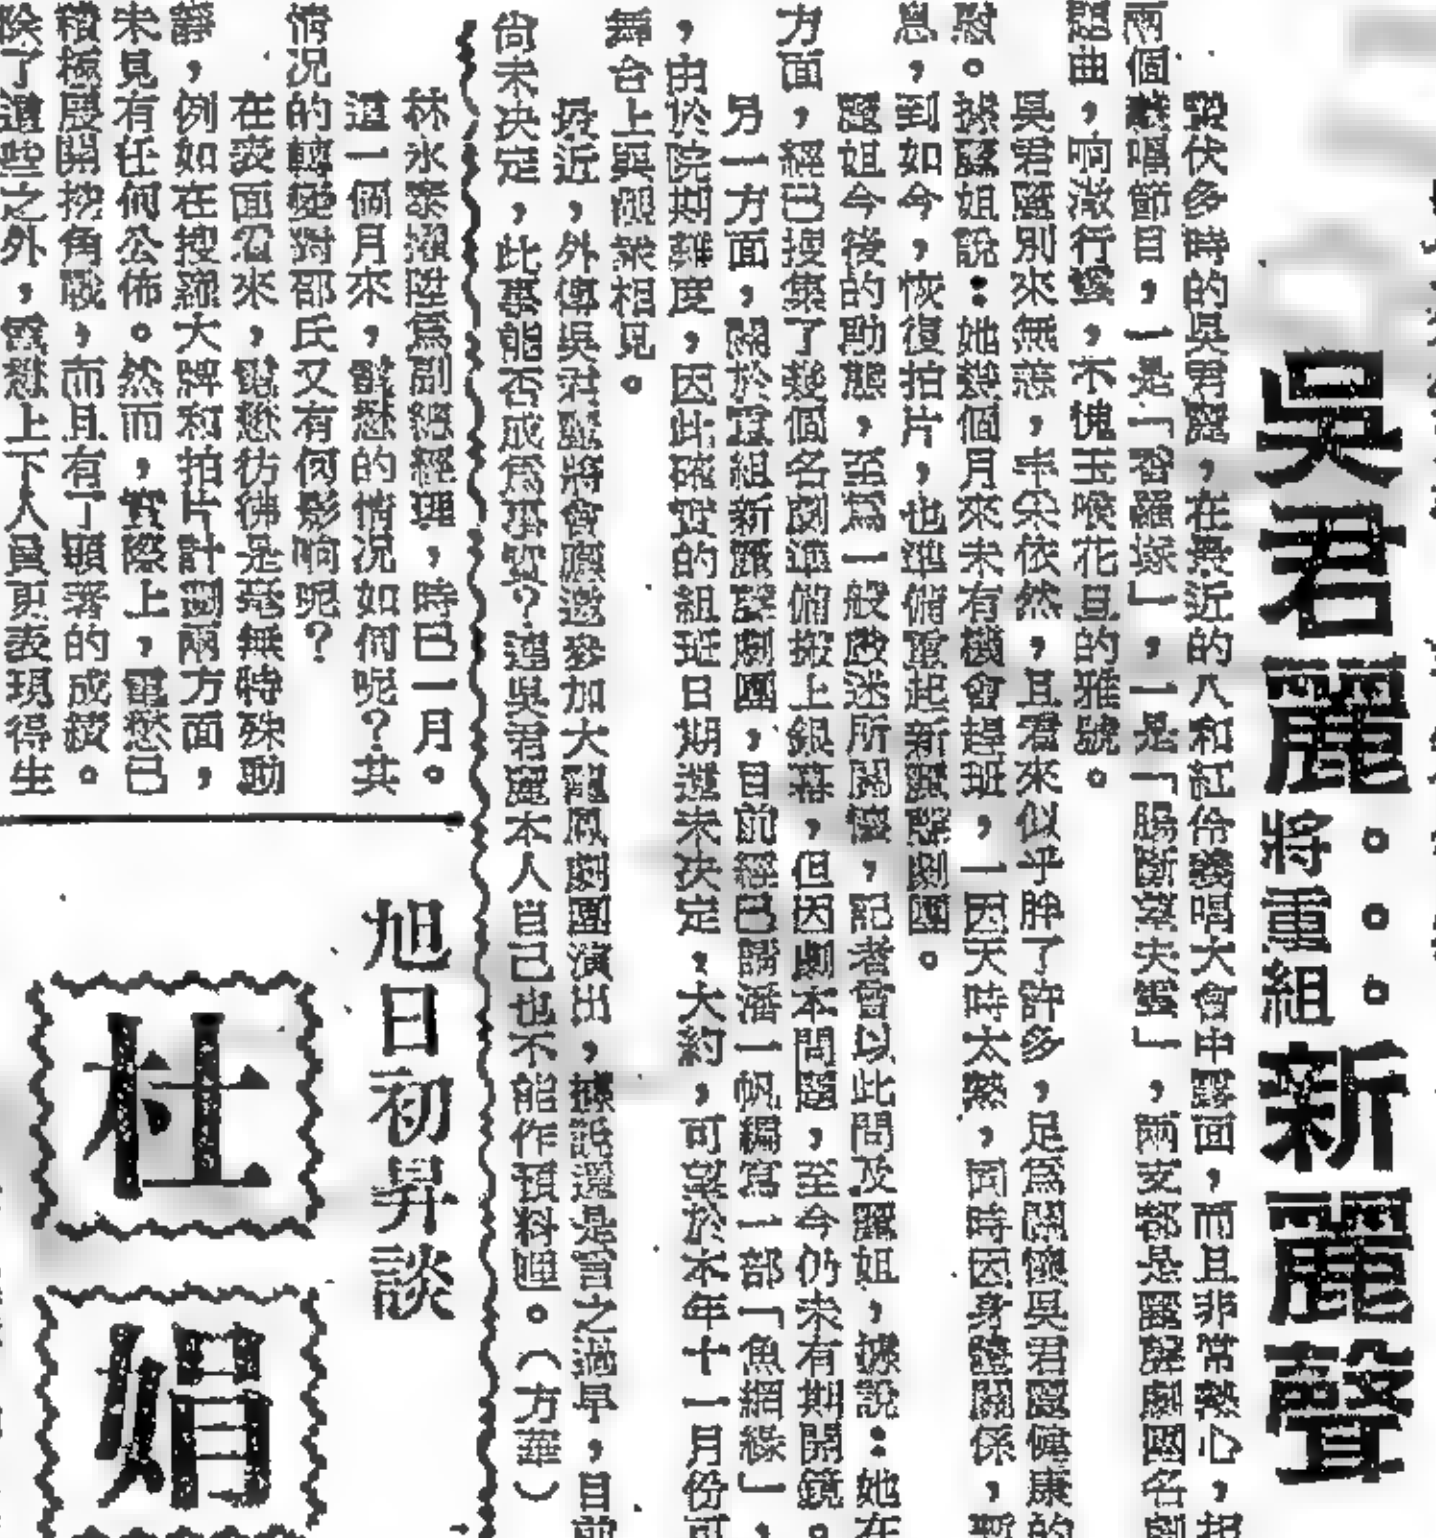 吳君麗
將重組
新麗聲
。。。
蟄伏多時的吳君麗,在最近的八和紅伶義唱大會中露面,而且非常熱心,担
兩個義唱節目,一是「香羅塚」,一是「腸斷蕭夫靈」,兩支都是麗聲劇團名劇
題曲,响澈行雲,不愧玉喉花旦的雅號。
吳君麗別來無恙,丰采依然,且看來似乎胖了許多,足為關懷吳君麗健康的
慰。據麗姐說:她幾個月來未有機會趕班,一因天時太熱,同時因身體關係,暫
息,到如今,恢復拍片,也準備重起新麗聲劇團。
麗姐今後的動態,至為一般戲迷所關懷,記者曾以此問及麗姐,據說:她在
方面,經已搜集了幾個名劇準備搬上銀幕,但因劇本問題,至今仍未有期開鏡。
另一方面,關於重組新麗聲劇團,目前經已請潘一帆編寫一部「魚網緣」,
,由於院期難度,因此確實的組班日期還未決定,大約,可望於本年十一月份可
舞台上與觀眾相見。
最近,外傳吳君麗將會應邀參加大龍鳳劇團演出,據說還是言之過早,目前
尚未決定,此事能否成為事實?連吳君麗本人自己也不能作預料哩。(方華)
林永泰擢陞為副總經理,時已一月。
這一個月來,電懋的情況如何呢?其
情況的轉變對邵氏又有何影响呢?
在表面看來,電懋彷彿是毫無特殊動
靜,例如在搜羅大牌和拍片計劃兩方面,
未見有任何公佈。然而,實際上,電懋已
積極展開挖角戰,而且有了顯著的成績。
除了這些之外,電懋上下人員更表現得生
旭日初昇談
杜
娟